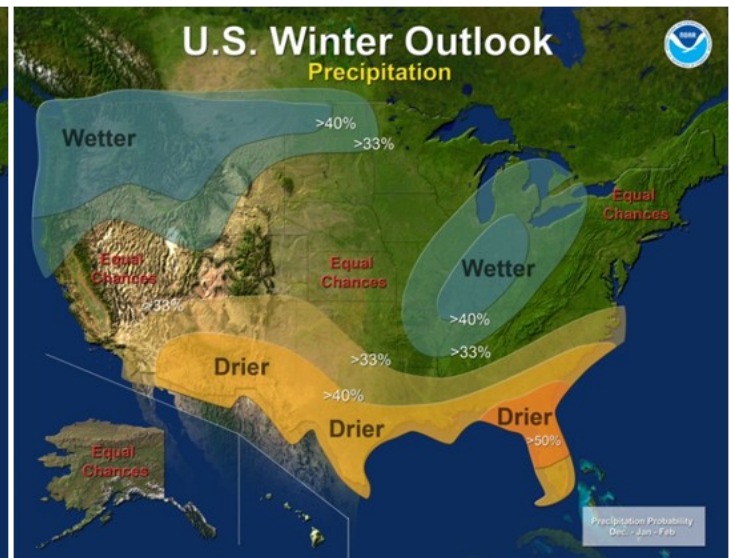 U.S. Winter Outlook
Precipitation
NOAA
Wetter
>40%
>33%
Equal
Chances
Equal
Chances
Equal
Chances
Wetter
>40%
>33%
>33%
Drier
>33%
>40%
Drier
Drier
>50%
Equal
Chances
Precipitation Probability
Dec. - Jan - Feb